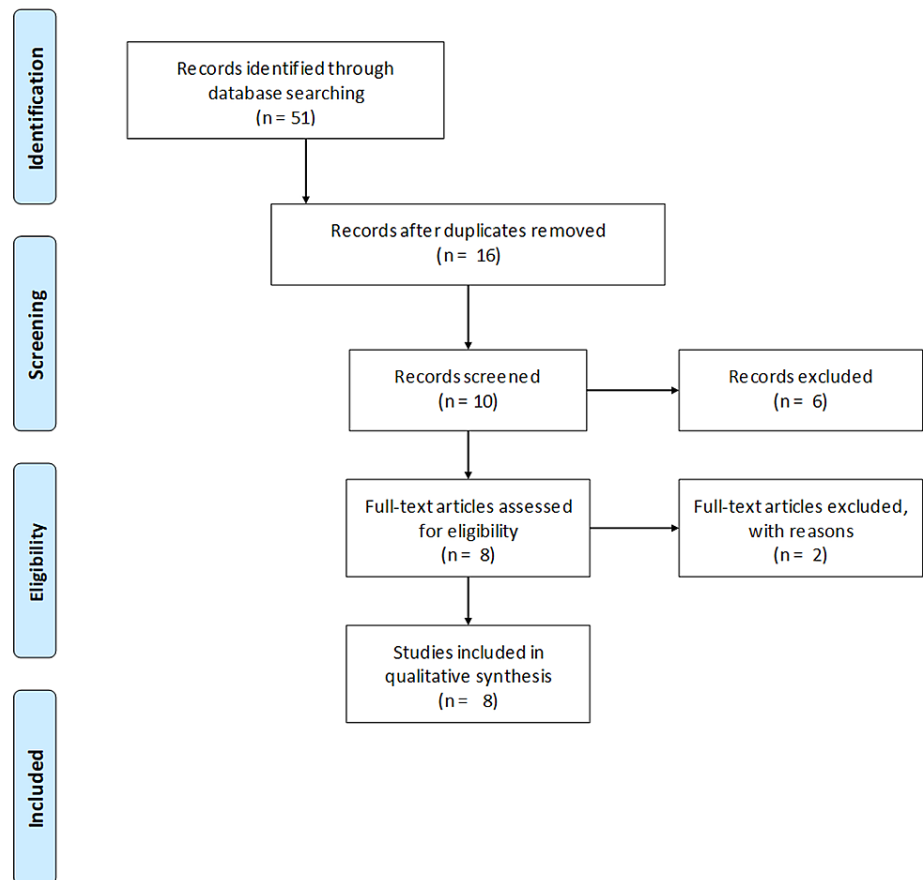 Identification
Records identified through
database searching
(n = 51)
Records after duplicates removed
(n = 16)
Screening
Records screened
(n = 10)
Records excluded
(n = 6)
Eligibility
Full-text articles assessed
for eligibility
(n = 8)
Full-text articles excluded,
with reasons
(n = 2)
Studies included in
qualitative synthesis
(n = 8)
Included